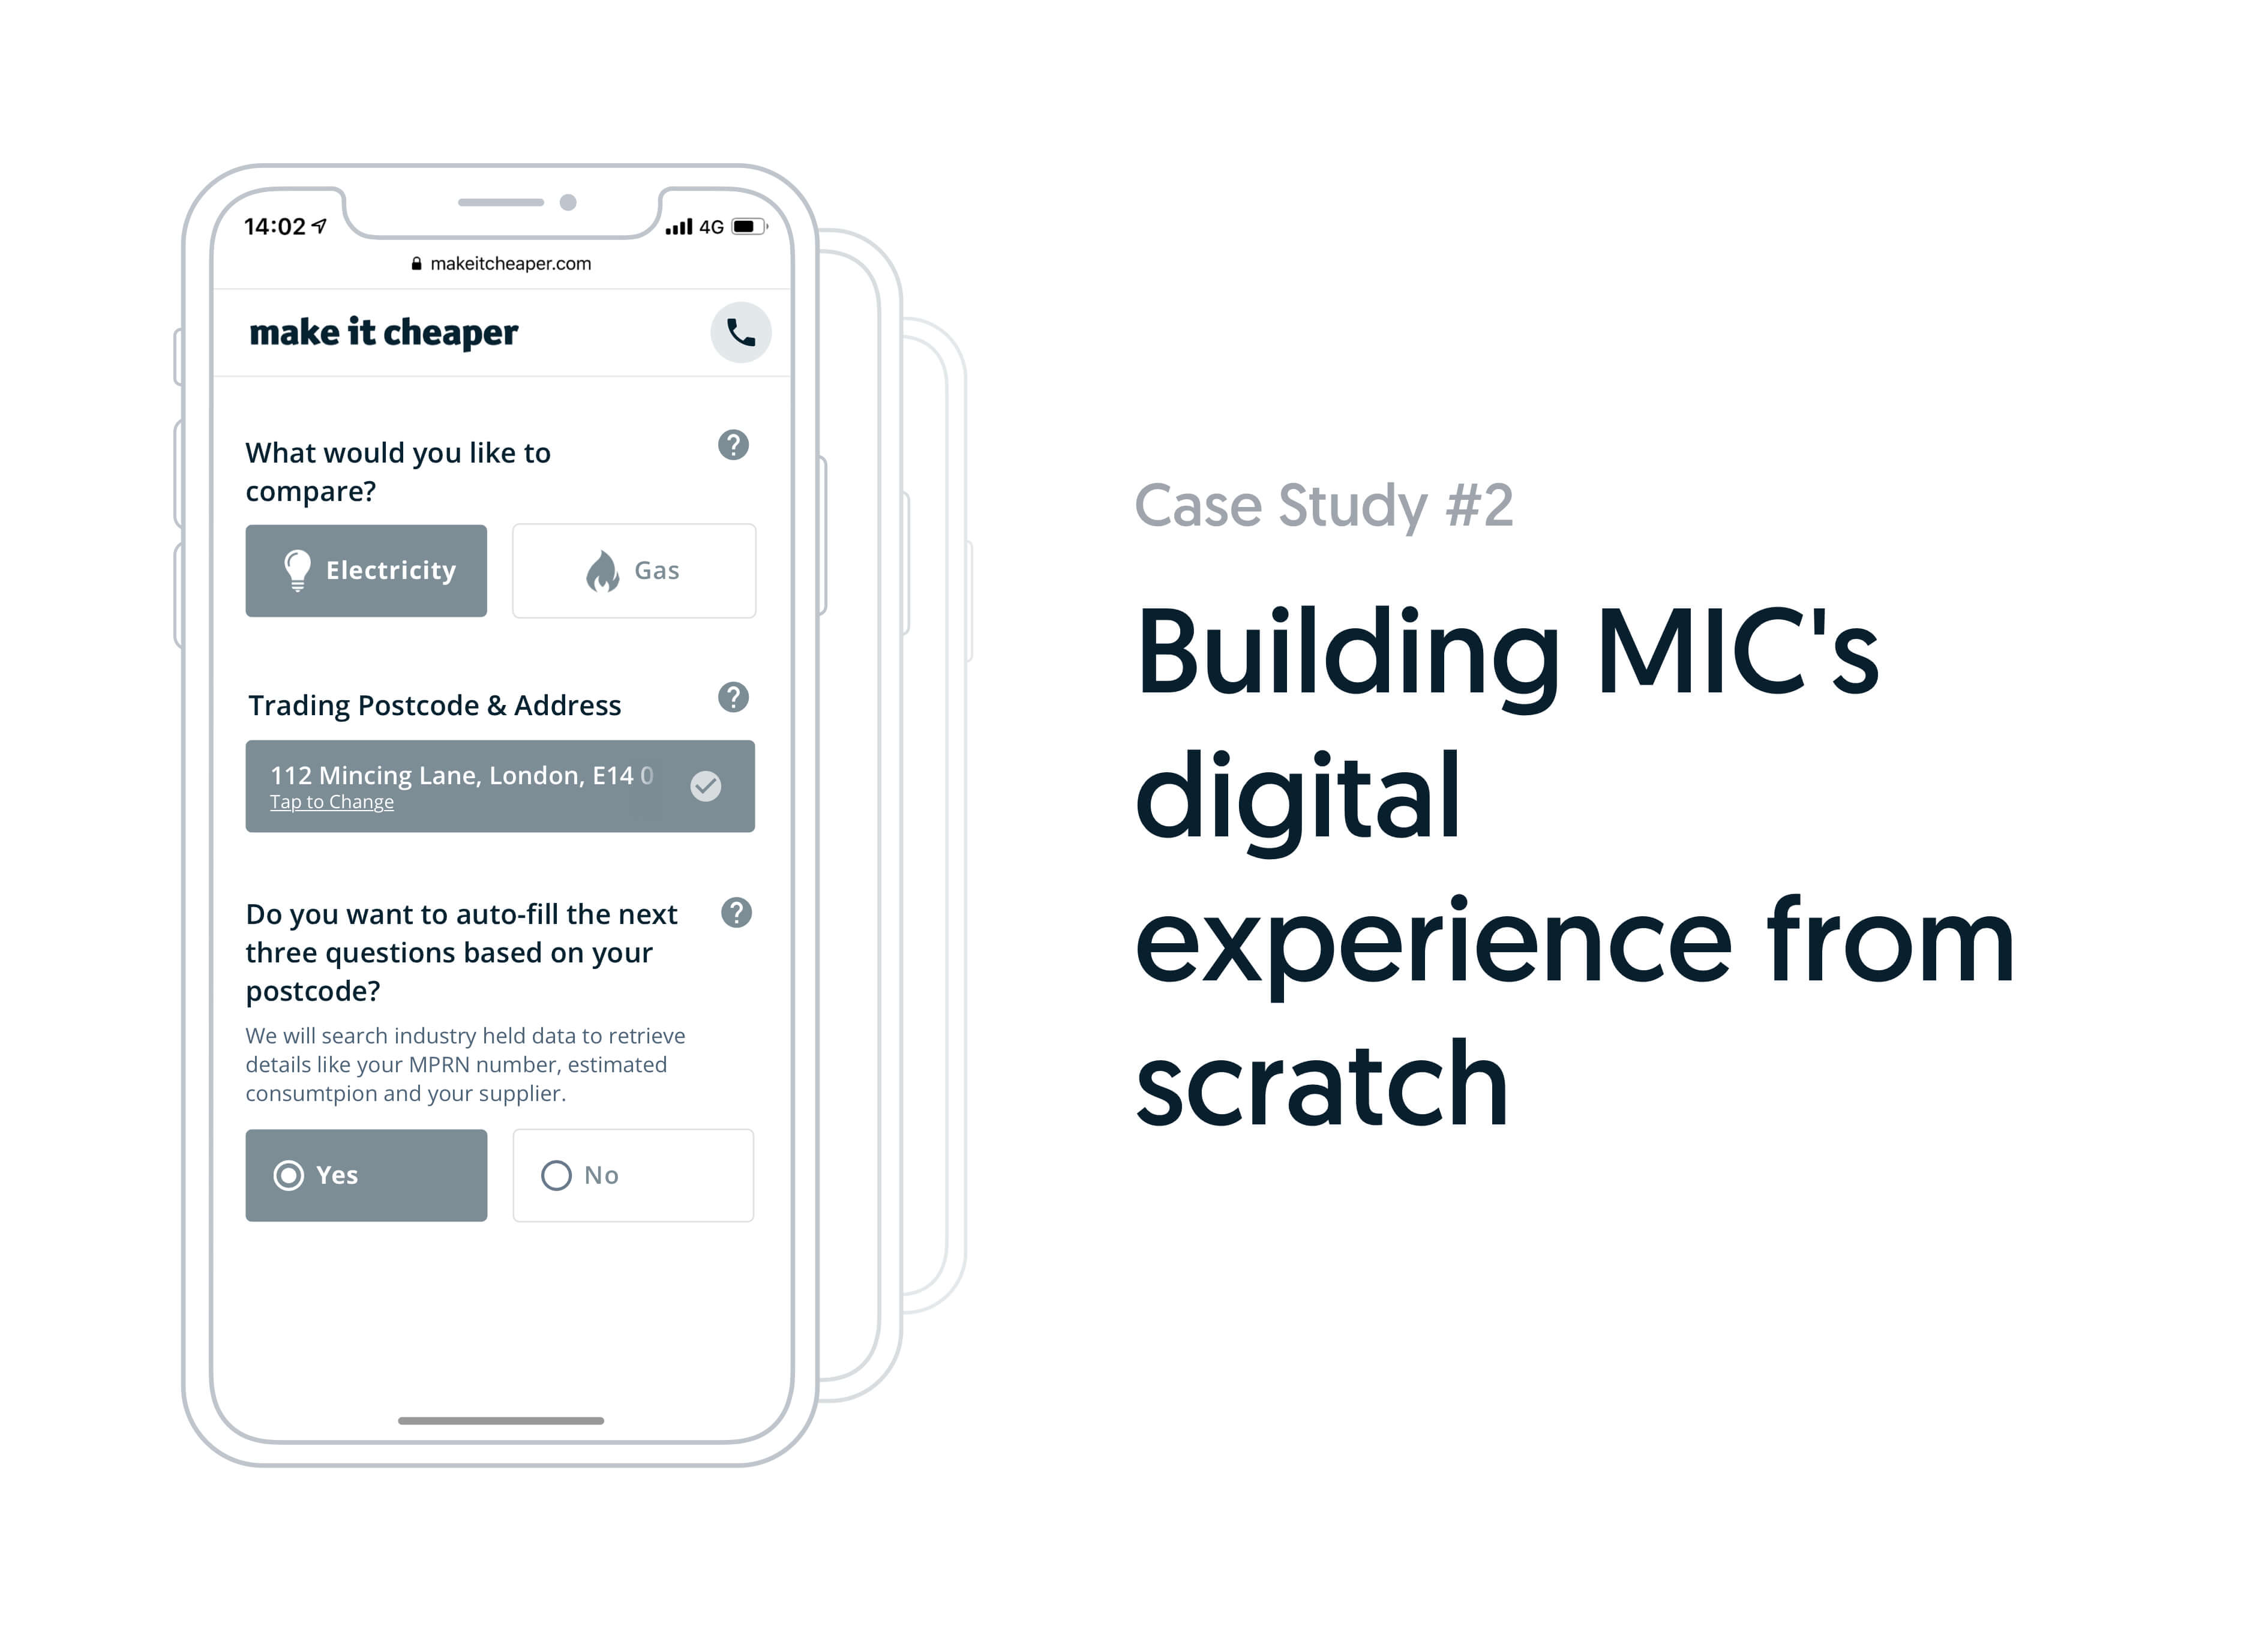 14:02
4G
makeitcheaper.com
make it cheaper
What would you like to
compare?
Electricity
Gas
Trading Postcode & Address
112 Mincing Lane, London, E14 0
Tap to Change
Do you want to auto-fill the next
three questions based on your
postcode?
We will search industry held data to retrieve
details like your MPRN number, estimated
consumtpion and your supplier.
Yes
No
Case Study #2
Building MIC's
digital
experience from
scratch